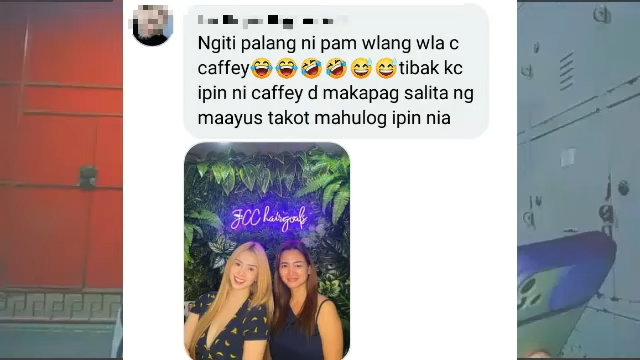 Ngiti palang ni pam wlang wla c
caffey😂😂🤣🤣😅😅tibak kc
ipin ni caffey d makapag salita ng
maayus takot mahulog ipin nia
JCC hairgoals